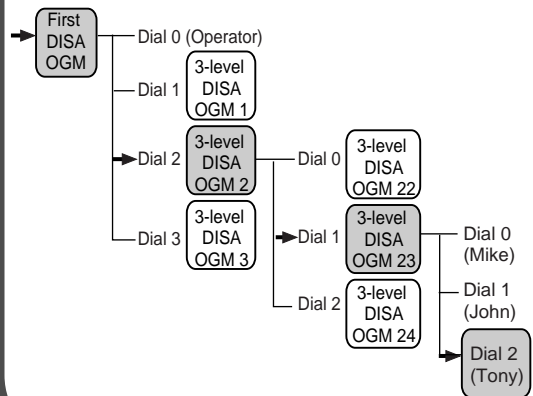 First
DISA
OGM
Dial 0 (Operator)
Dial 1
3-level
DISA
OGM 1
Dial 2
3-level
DISA
OGM 2
Dial 3
3-level
DISA
OGM 3
Dial 0
3-level
DISA
OGM 22
Dial 1
3-level
DISA
OGM 23
Dial 2
3-level
DISA
OGM 24
Dial 0
(Mike)
Dial 1
(John)
Dial 2
(Tony)